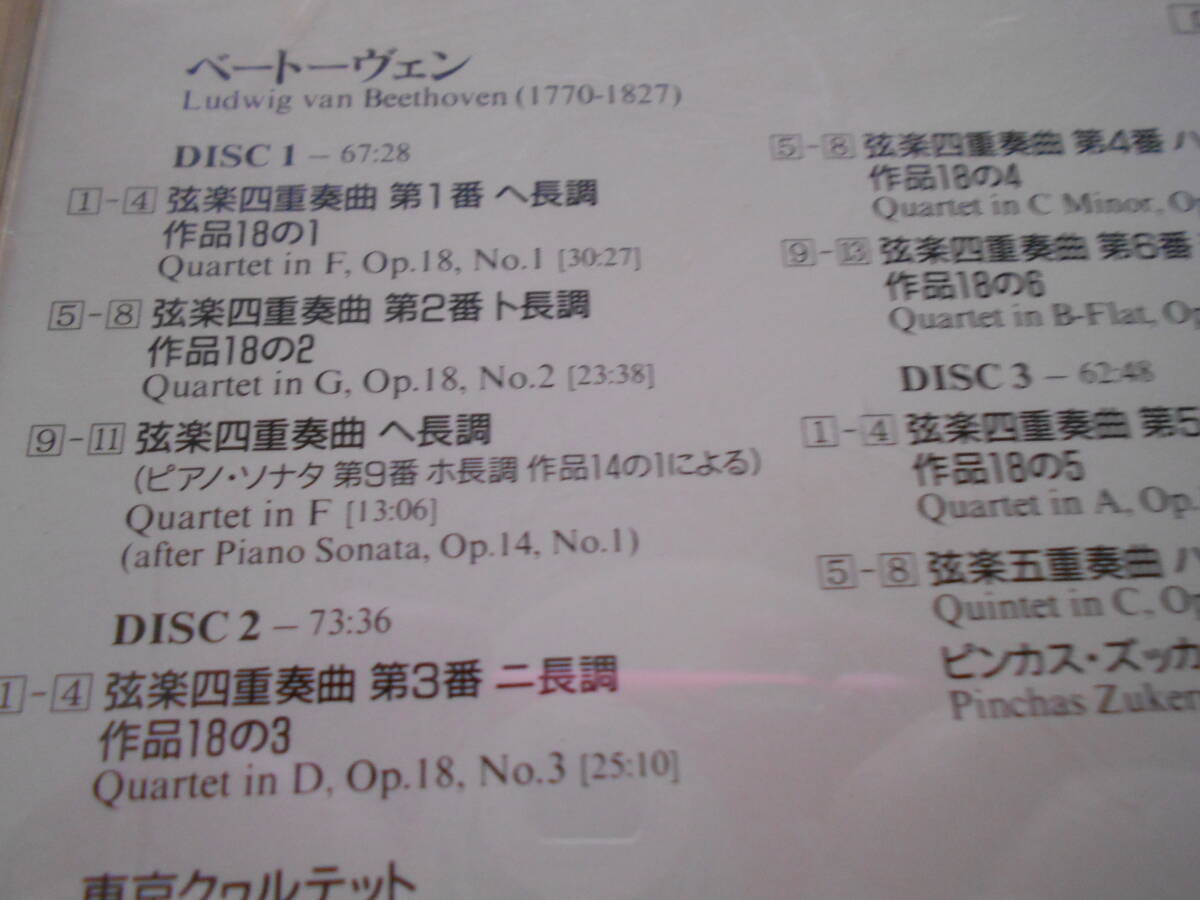 ベートーヴェン
Ludwig van Beethoven (1770-1827)
DISC 1 – 67:28
1-4 弦楽四重奏曲 第1番 ヘ長調
作品18の1
Quartet in F, Op.18, No.1 [30:27]
5-8 弦楽四重奏曲 第2番 ト長調
作品18の2
Quartet in G, Op.18, No.2 [23:38]
9-11 弦楽四重奏曲 ヘ長調
(ピアノ・ソナタ 第9番 ホ長調 作品14の1による)
Quartet in F [13:06]
(after Piano Sonata, Op.14, No.1)
DISC 2 – 73:36
1-4 弦楽四重奏曲 第3番 ニ長調
作品18の3
Quartet in D, Op.18, No.3 [25:10]
東京クヮルテット
5-8 弦楽四重奏曲 第4番 ハ
作品18の4
Quartet in C Minor, Op
9-13 弦楽四重奏曲 第6番
作品18の6
Quartet in B-Flat, Op
DISC 3 – 62:48
1-4 弦楽四重奏曲 第5
作品18の5
Quartet in A, Op.
5-8 弦楽五重奏曲 ハ
Quintet in C, Op
ピンカス・ズッカ
Pinchas Zuker